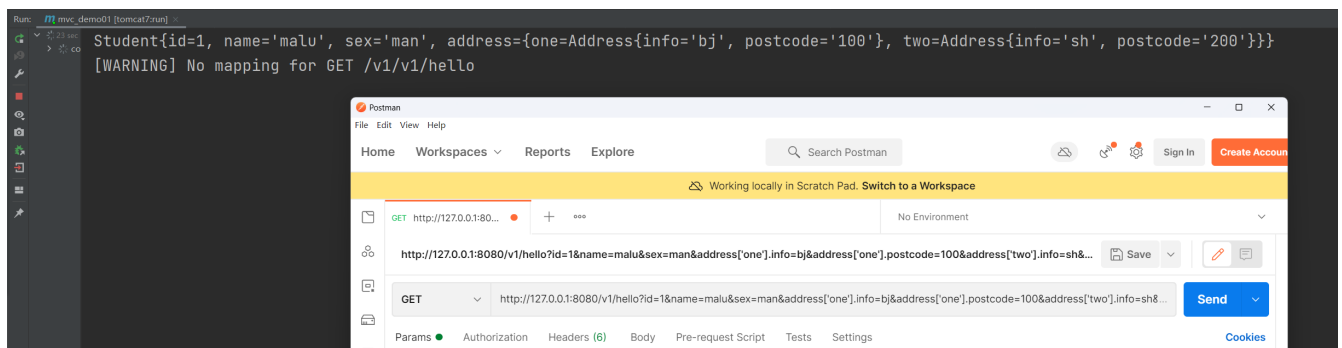 Run: mvc_demo01 [tomcat7:run] ×
23 sec
co
Student{id=1, name='malu', sex='man', address={one=Address{info='bj', postcode='100'}, two=Address{info='sh', postcode='200'}}}
[WARNING] No mapping for GET /v1/v1/hello
Postman
File Edit View Help
Home Workspaces Reports Explore Search Postman Sign In Create Accoun
Working locally in Scratch Pad. Switch to a Workspace
GET http://127.0.0.1:80... No Environment
http://127.0.0.1:8080/v1/hello?id=1&name=malu&sex=man&address['one'].info=bj&address['one'].postcode=100&address['two'].info=sh&... Save
GET http://127.0.0.1:8080/v1/hello?id=1&name=malu&sex=man&address['one'].info=bj&address['one'].postcode=100&address['two'].info=sh&... Send
Params Authorization Headers (6) Body Pre-request Script Tests Settings Cookies